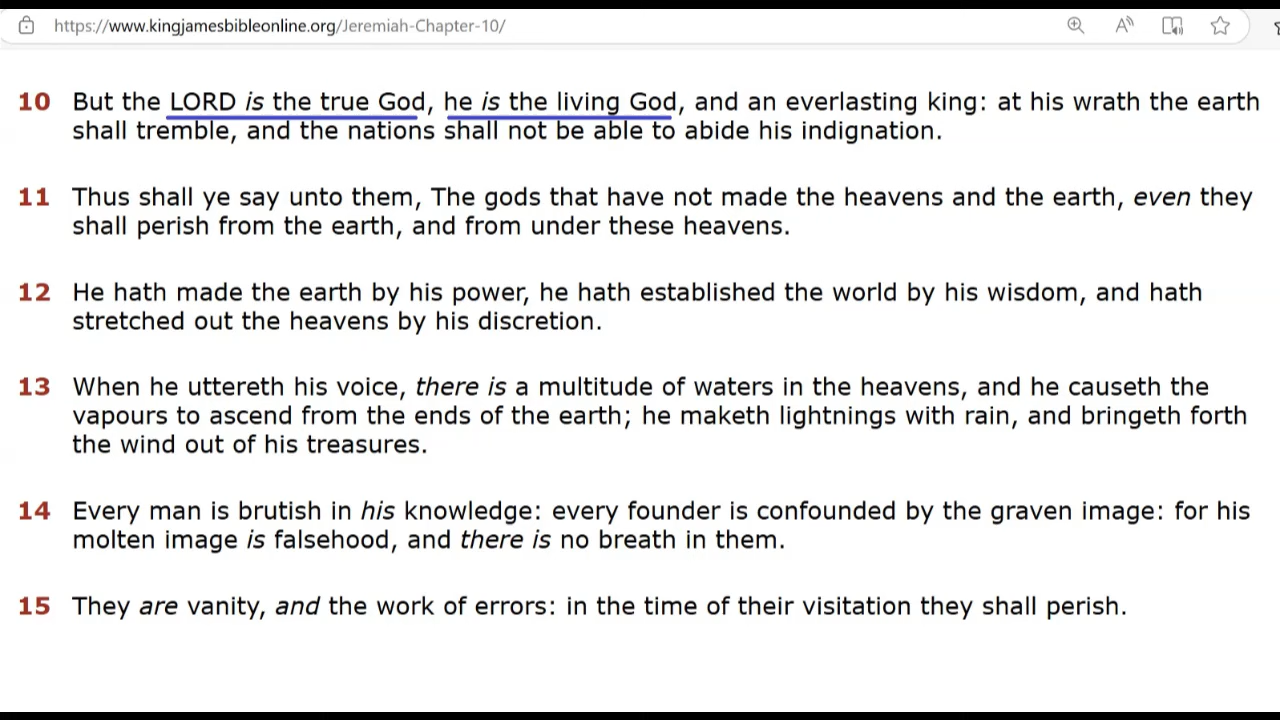 https://www.kingjamesbibleonline.org/Jeremiah-Chapter-10/
10 But the LORD is the true God, he is the living God, and an everlasting king: at his wrath the earth
shall tremble, and the nations shall not be able to abide his indignation.
11 Thus shall ye say unto them, The gods that have not made the heavens and the earth, even they
shall perish from the earth, and from under these heavens.
12 He hath made the earth by his power, he hath established the world by his wisdom, and hath
stretched out the heavens by his discretion.
13 When he uttereth his voice, there is a multitude of waters in the heavens, and he causeth the
vapours to ascend from the ends of the earth; he maketh lightnings with rain, and bringeth forth
the wind out of his treasures.
14 Every man is brutish in his knowledge: every founder is confounded by the graven image: for his
molten image is falsehood, and there is no breath in them.
15 They are vanity, and the work of errors: in the time of their visitation they shall perish.